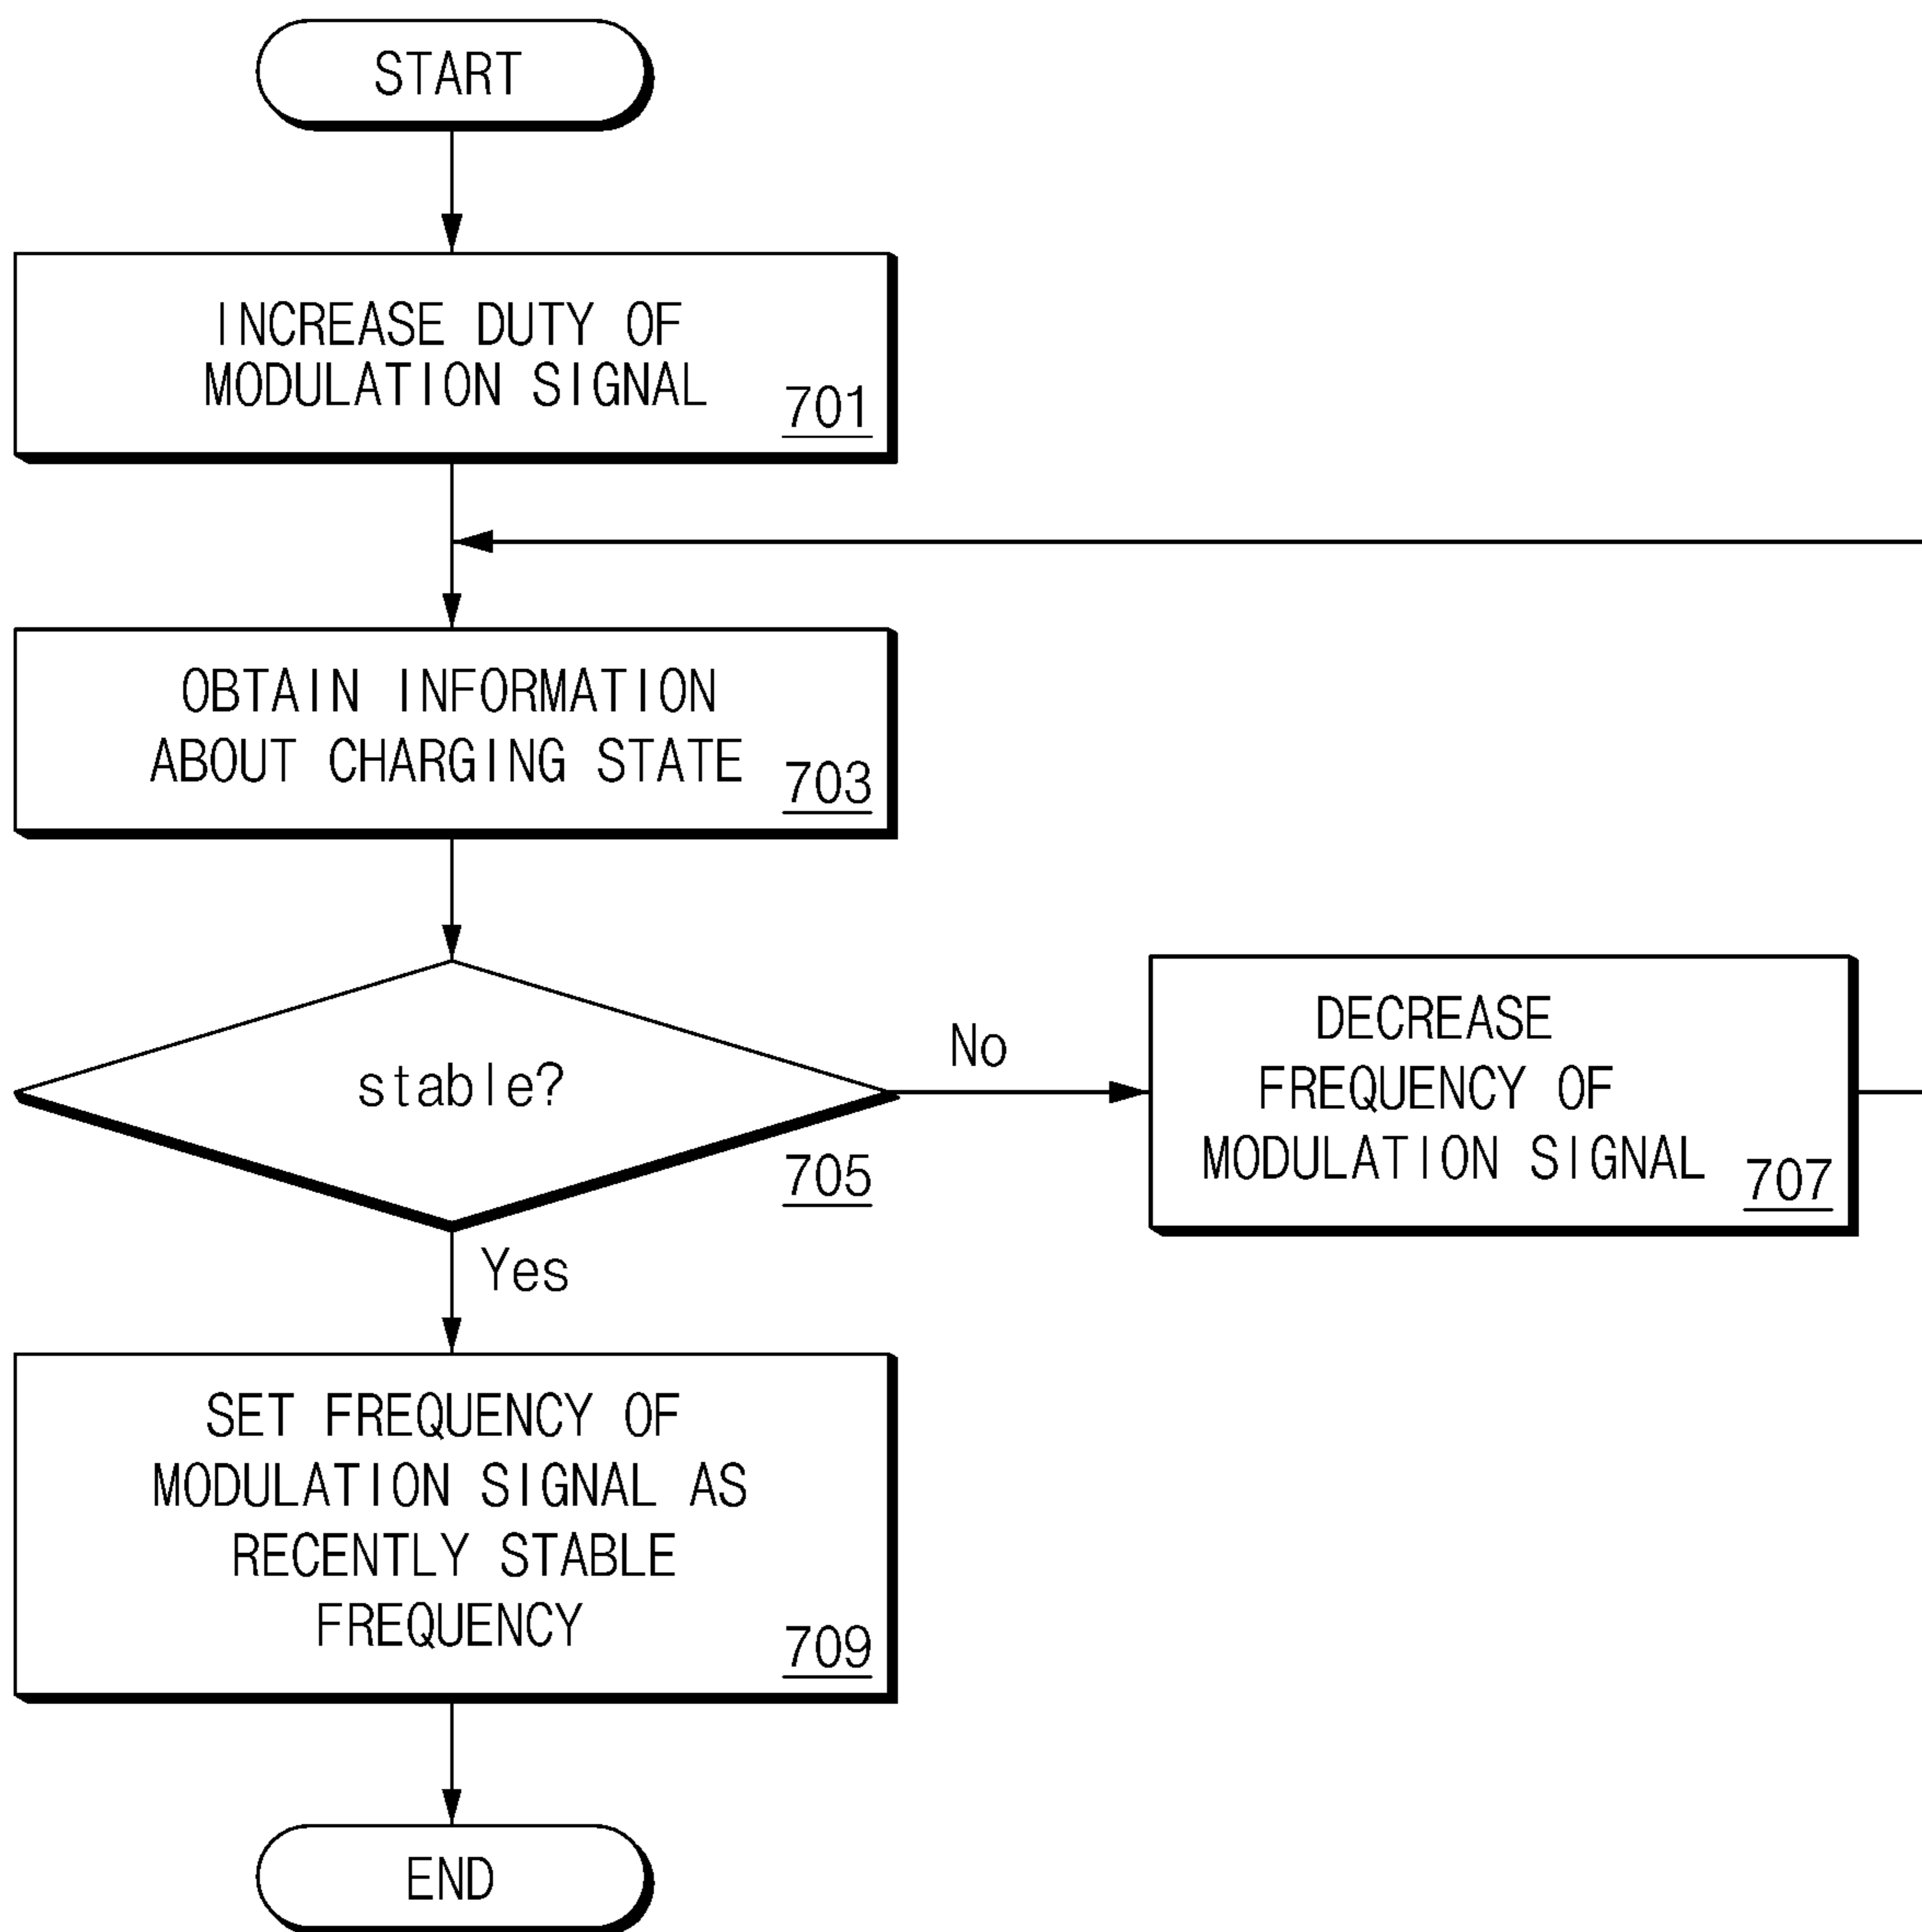 START
INCREASE DUTY OF
MODULATION SIGNAL
701
OBTAIN INFORMATION
ABOUT CHARGING STATE
703
stable?
705
No
DECREASE
FREQUENCY OF
MODULATION SIGNAL
707
Yes
SET FREQUENCY OF
MODULATION SIGNAL AS
RECENTLY STABLE
FREQUENCY
709
END